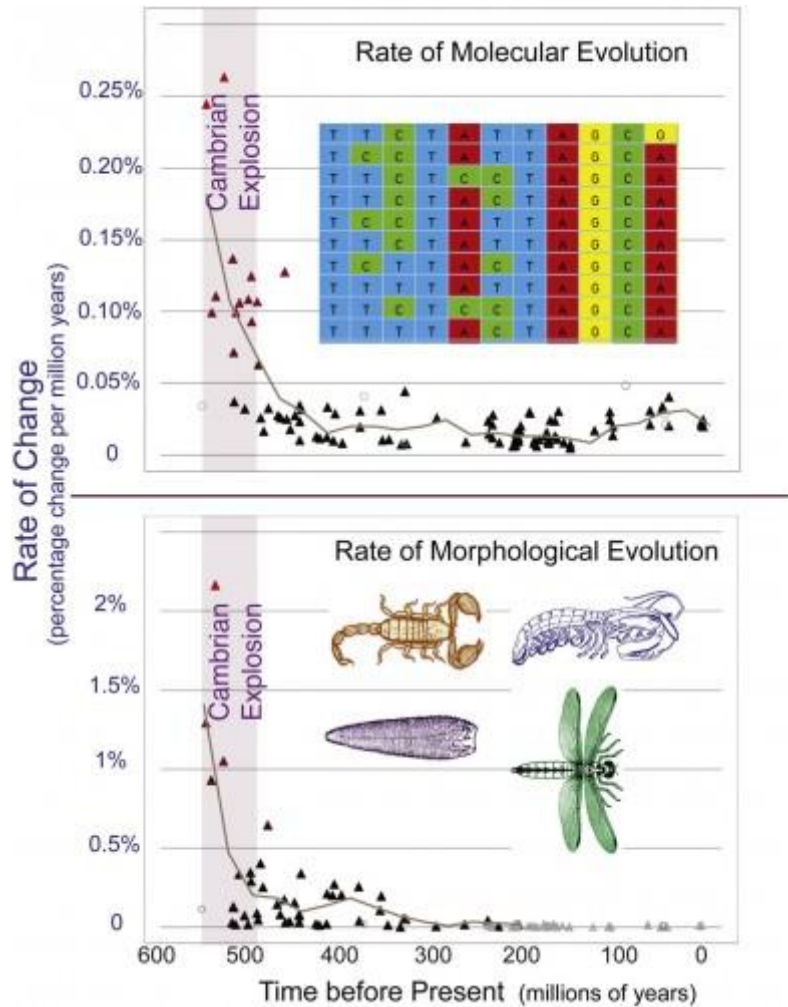 Rate of Molecular Evolution
0.25%
0.20%
0.15%
0.10%
0.05%
0
Cambrian
Explosion
T T C T A T T A G C G
T C C T A T T A G C A
T T C T C C T A G C A
T T C T A C T A G C A
T C C T A T T A G C A
T T C T A T T A G C A
T C T T A C T A G C A
T T T T A T T A G C A
T T C T C C T A G C A
T T T T A C T A G C A
Rate of Change
(percentage change per million years)
Rate of Morphological Evolution
2%
1.5%
1%
0.5%
0
Cambrian
Explosion
600 500 400 300 200 100 0
Time before Present (millions of years)